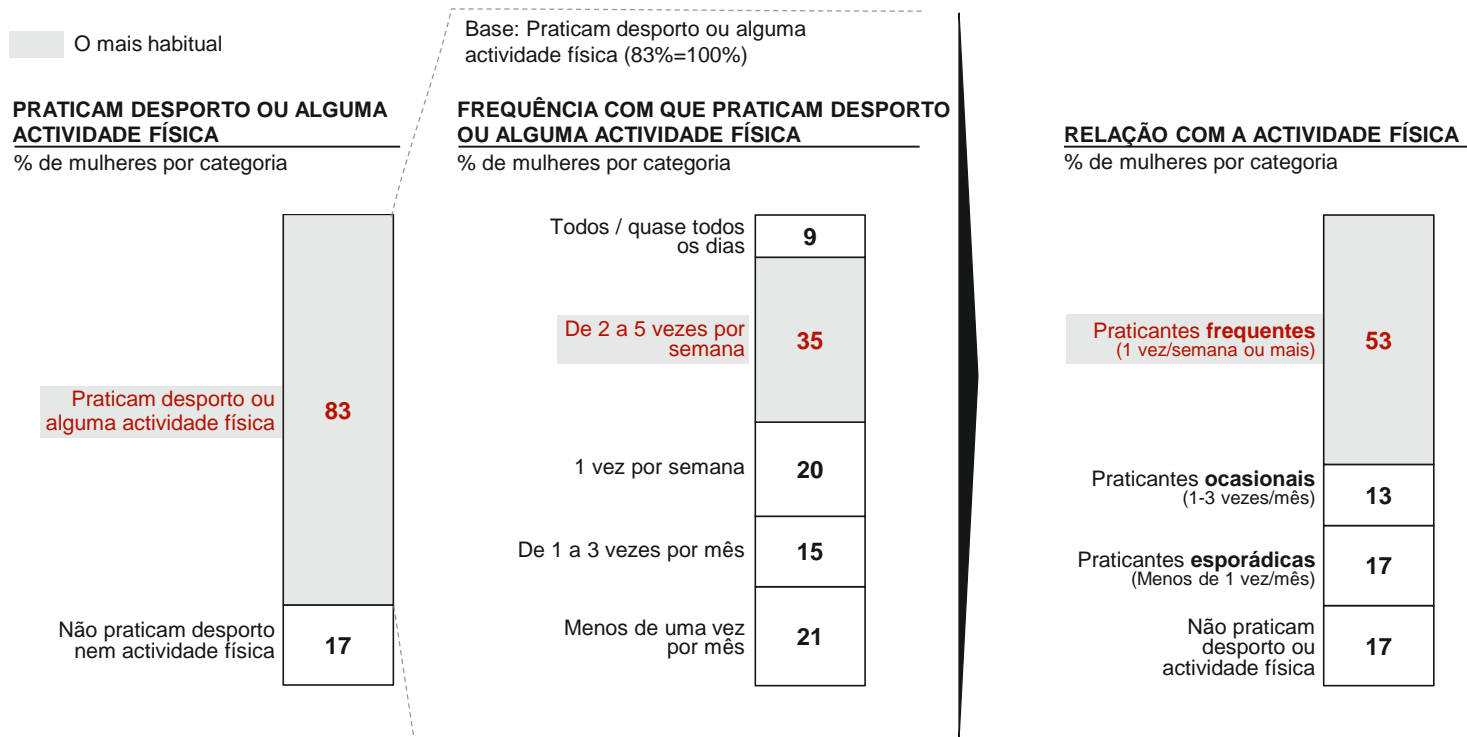 O mais habitual
Base: Praticam desporto ou alguma
actividade física (83%=100%)
PRATICAM DESPORTO OU ALGUMA
ACTIVIDADE FÍSICA
% de mulheres por categoria
Praticam desporto ou
alguma actividade física
83
Não praticam desporto
nem actividade física
17
FREQUÊNCIA COM QUE PRATICAM DESPORTO
OU ALGUMA ACTIVIDADE FÍSICA
% de mulheres por categoria
Todos / quase todos
os dias
9
De 2 a 5 vezes por
semana
35
1 vez por semana
20
De 1 a 3 vezes por mês
15
Menos de uma vez
por mês
21
RELAÇÃO COM A ACTIVIDADE FÍSICA
% de mulheres por categoria
Praticantes frequentes
(1 vez/semana ou mais)
53
Praticantes ocasionais
(1-3 vezes/mês)
13
Praticantes esporádicas
(Menos de 1 vez/mês)
17
Não praticam
desporto ou
actividade física
17